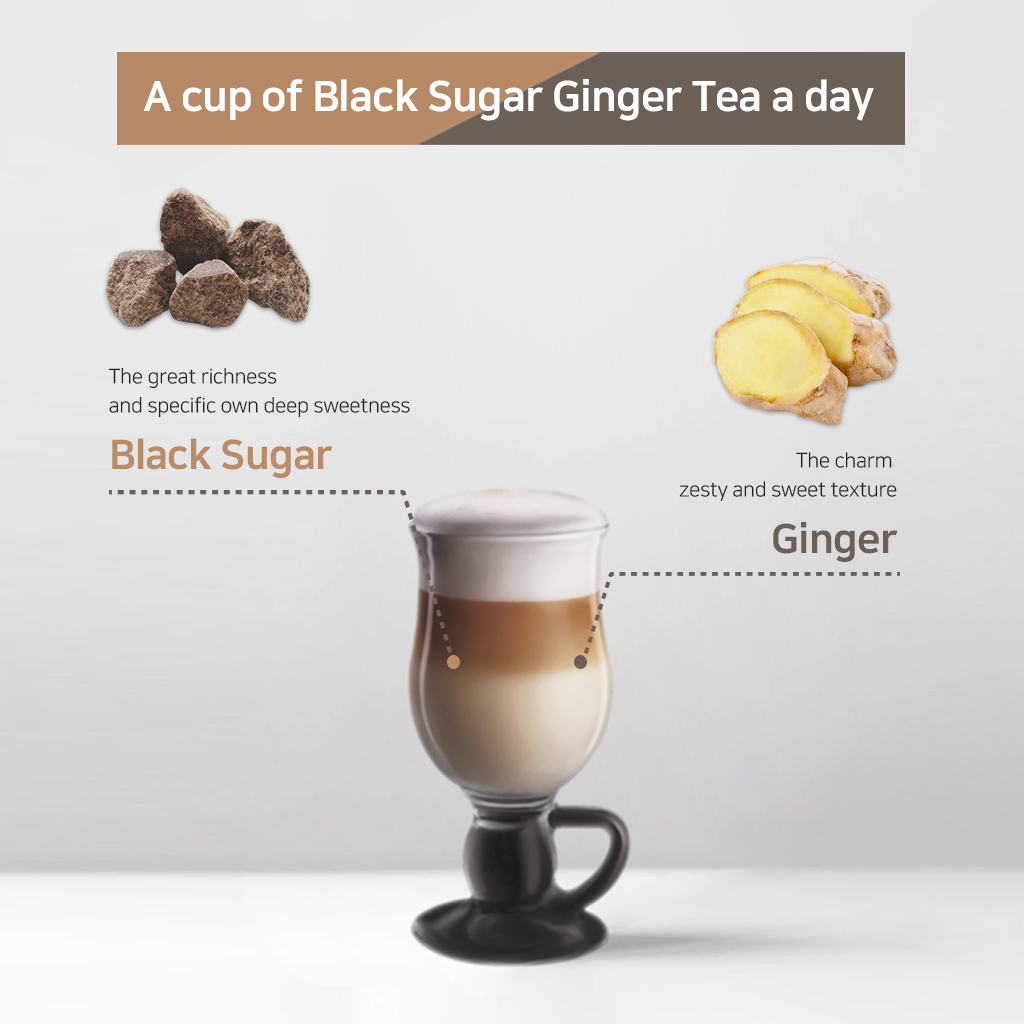 A cup of Black Sugar Ginger Tea a day
The great richness
and specific own deep sweetness
Black Sugar
The charm
zesty and sweet texture
Ginger